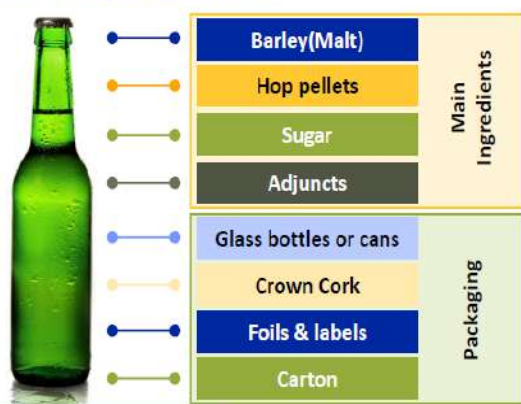 Barley(Malt)
Hop pellets
Sugar
Adjuncts
Main
Ingredients
Glass bottles or cans
Crown Cork
Foils & labels
Carton
Packaging